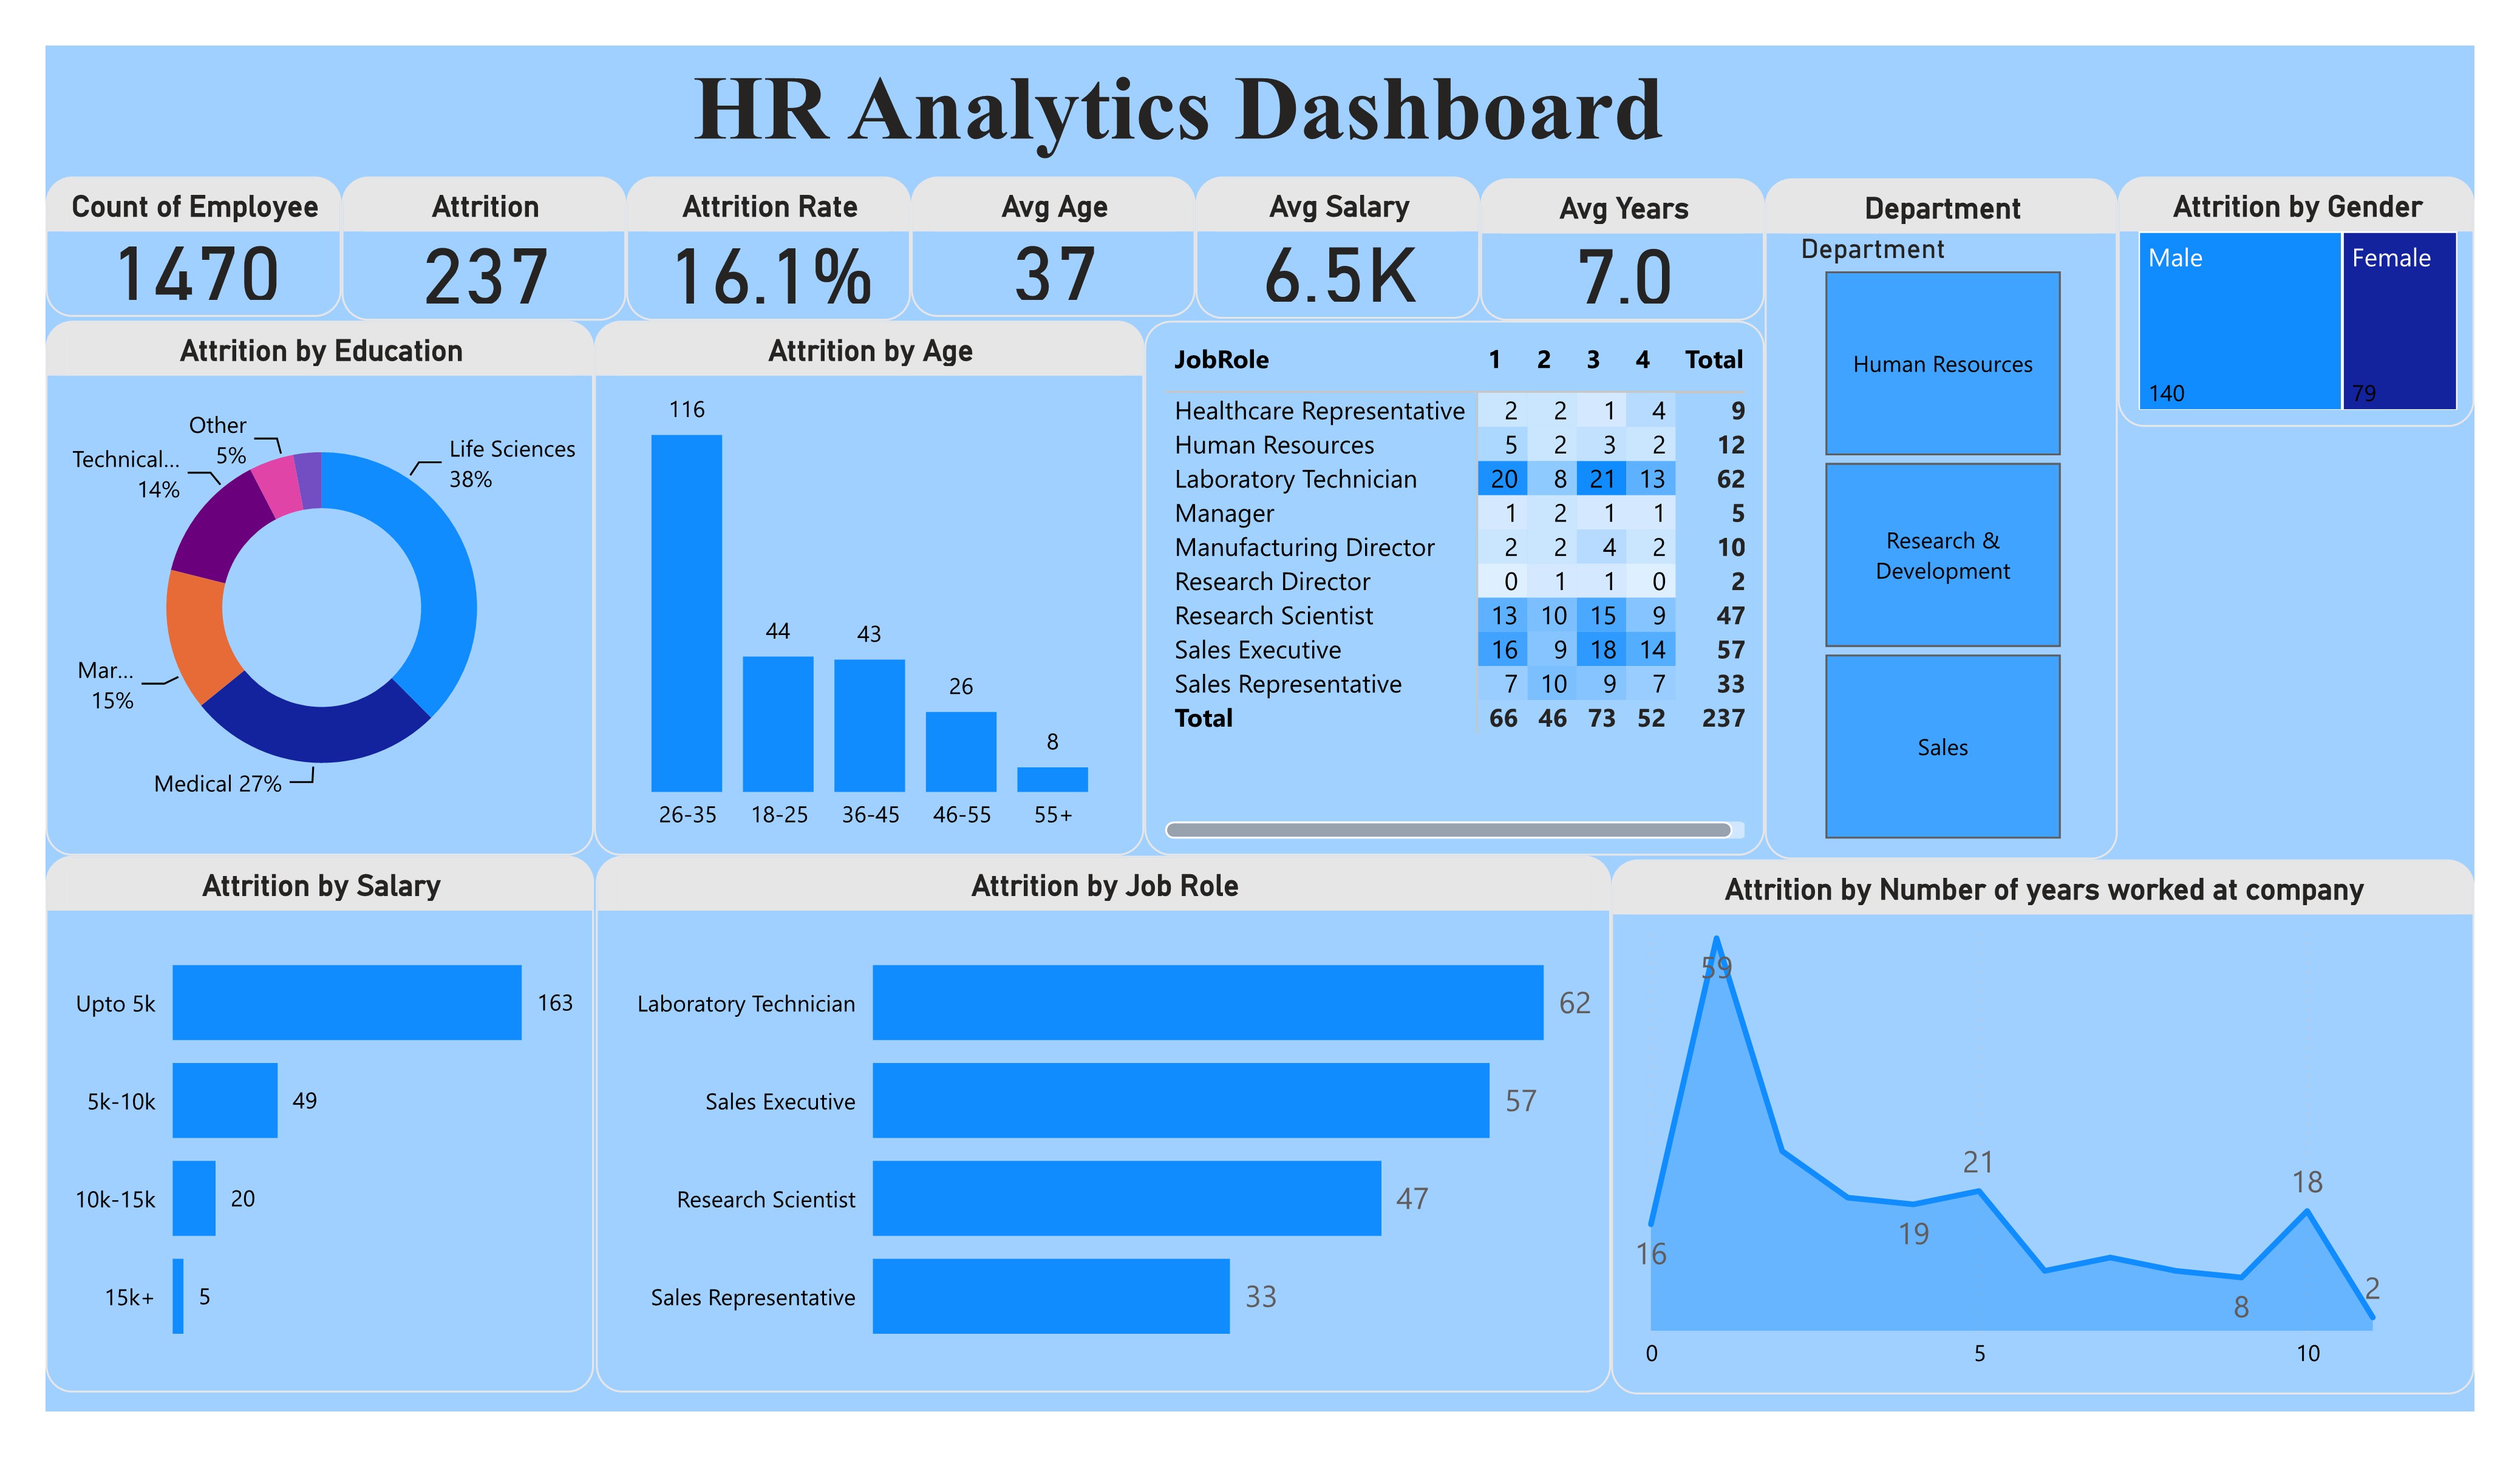 HR Analytics Dashboard
Count of Employee
1470
Attrition
237
Attrition Rate
16.1%
Avg Age
37
Avg Salary
6.5K
Avg Years
7.0
Department
Department
Human Resources
Research &
Development
Sales
Attrition by Gender
Male
140
Female
79
Attrition by Education
Other
5%
Technical...
14%
Life Sciences
38%
Mar...
15%
Medical 27%
Attrition by Age
116
44
43
26
8
26-35 18-25 36-45 46-55 55+
JobRole 1 2 3 4 Total
Healthcare Representative 2 2 1 4 9
Human Resources 5 2 3 2 12
Laboratory Technician 20 8 21 13 62
Manager 1 2 1 1 5
Manufacturing Director 2 2 4 2 10
Research Director 0 1 1 0 2
Research Scientist 13 10 15 9 47
Sales Executive 16 9 18 14 57
Sales Representative 7 10 9 7 33
Total 66 46 73 52 237
Attrition by Salary
Upto 5k 163
5k-10k 49
10k-15k 20
15k+ 5
Attrition by Job Role
Laboratory Technician 62
Sales Executive 57
Research Scientist 47
Sales Representative 33
Attrition by Number of years worked at company
59
21
18
19
16
2
8
0 5 10